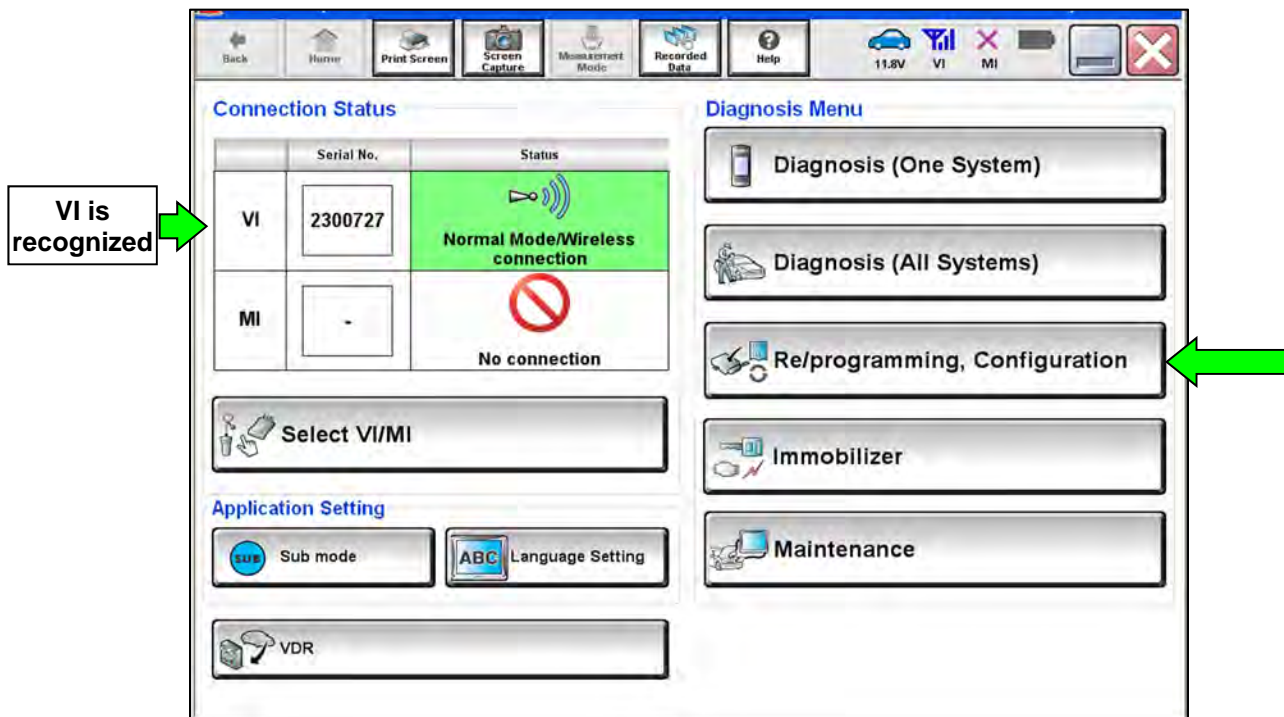 Back
Home
Print Screen
Screen
Capture
Measurement
Mode
Recorded
Data
Help
11.8V
VI
MI
Connection Status
Serial No.
Status
VI
2300727
Normal Mode/Wireless
connection
MI
-
No connection
Select VI/MI
Application Setting
SUB
Sub mode
ABC
Language Setting
VDR
Diagnosis Menu
Diagnosis (One System)
Diagnosis (All Systems)
Re/programming, Configuration
Immobilizer
Maintenance
VI is
recognized